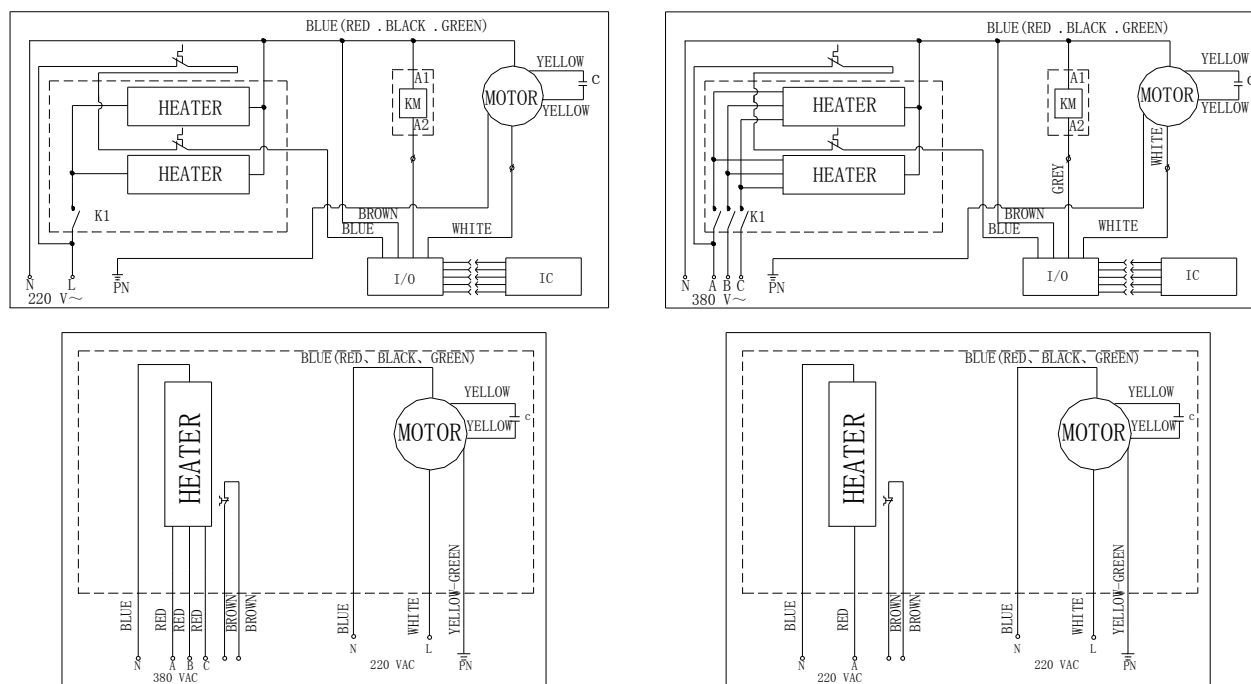 BLUE(RED .BLACK .GREEN)
YELLOW
C
YELLOW
MOTOR
A1
KM
A2
HEATER
HEATER
K1
BROWN
BLUE
WHITE
I/O
IC
N
L
PN
220 V～
BLUE(RED .BLACK .GREEN)
YELLOW
C
YELLOW
MOTOR
A1
KM
A2
HEATER
HEATER
WHITE
GREY
K1
BROWN
BLUE
WHITE
I/O
IC
N
A
B
C
PN
380 V～
BLUE(RED、BLACK、GREEN)
YELLOW
c
YELLOW
MOTOR
HEATER
BLUE
RED
RED
RED
BROWN
BROWN
BLUE
WHITE
YELLOW-GREEN
N
A
B
C
380 VAC
N
L
PN
220 VAC
BLUE(RED、BLACK、GREEN)
YELLOW
c
YELLOW
MOTOR
HEATER
BLUE
RED
BROWN
BROWN
BLUE
WHITE
YELLOW-GREEN
N
A
220 VAC
N
L
PN
220 VAC